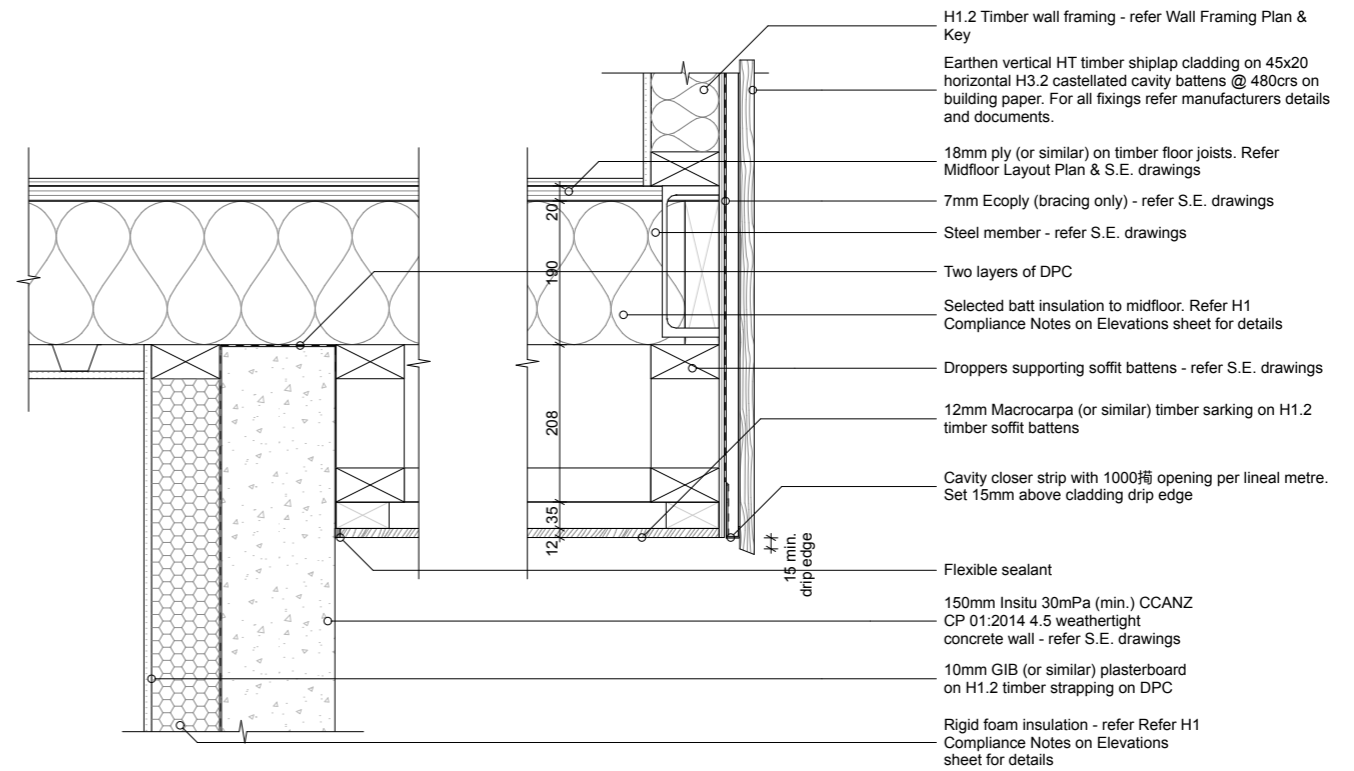 H1.2 Timber wall framing - refer Wall Framing Plan &
Key
Earthen vertical HT timber shiplap cladding on 45x20
horizontal H3.2 castellated cavity battens @ 480crs on
building paper. For all fixings refer manufacturers details
and documents.
18mm ply (or similar) on timber floor joists. Refer
Midfloor Layout Plan & S.E. drawings
7mm Ecoply (bracing only) - refer S.E. drawings
Steel member - refer S.E. drawings
Two layers of DPC
Selected batt insulation to midfloor. Refer H1
Compliance Notes on Elevations sheet for details
Droppers supporting soffit battens - refer S.E. drawings
12mm Macrocarpa (or similar) timber sarking on H1.2
timber soffit battens
Cavity closer strip with 1000㎡ opening per lineal metre.
Set 15mm above cladding drip edge
Flexible sealant
150mm Insitu 30mPa (min.) CCANZ
CP 01:2014 4.5 weathertight
concrete wall - refer S.E. drawings
10mm GIB (or similar) plasterboard
on H1.2 timber strapping on DPC
Rigid foam insulation - refer Refer H1
Compliance Notes on Elevations
sheet for details
20
190
208
35
12
15 min.
drip edge